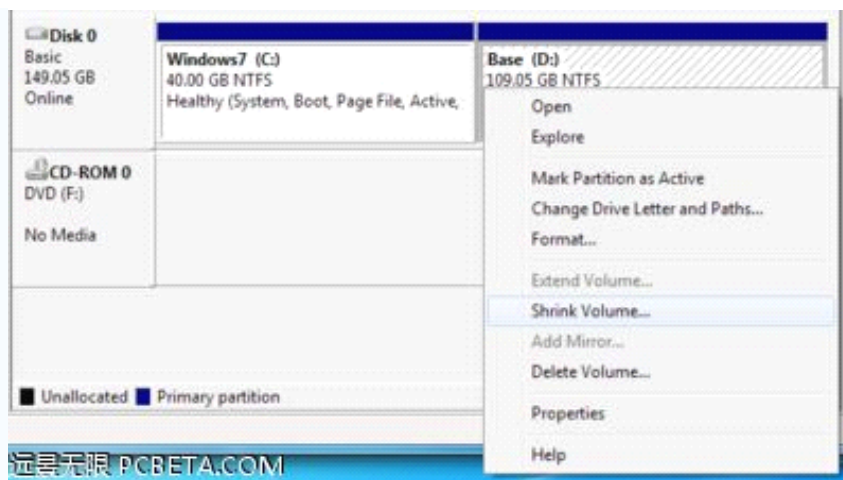 Disk 0
Basic
149.05 GB
Online
Windows7 (C:)
40.00 GB NTFS
Healthy (System, Boot, Page File, Active,
Base (D:)
109.05 GB NTFS
Open
Explore
Mark Partition as Active
Change Drive Letter and Paths...
Format...
Extend Volume...
Shrink Volume...
Add Mirror...
Delete Volume...
Properties
Help
CD-ROM 0
DVD (F:)
No Media
Unallocated
Primary partition
远景无限 PCBETA.COM